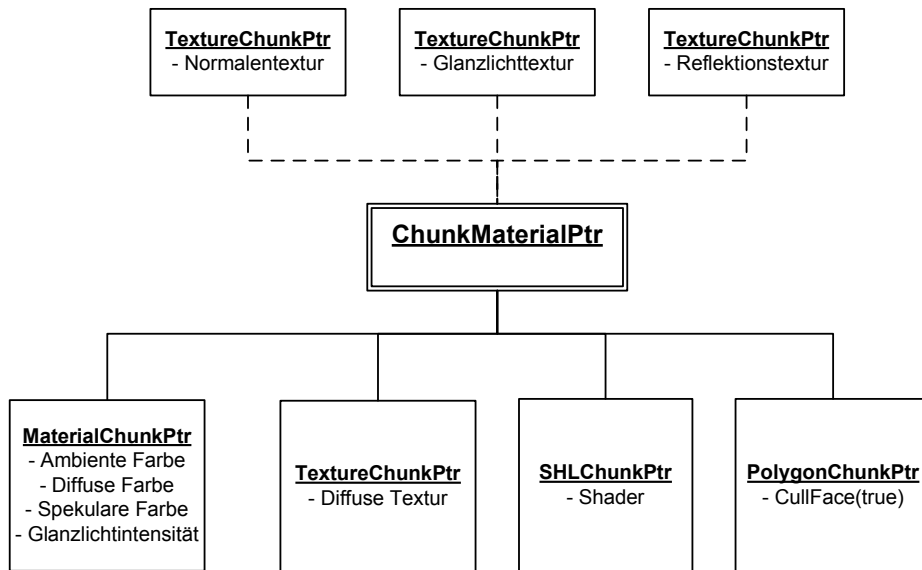 TextureChunkPtr
- Normalentextur
TextureChunkPtr
- Glanzlichttextur
TextureChunkPtr
- Reflektionstextur
ChunkMaterialPtr
MaterialChunkPtr
- Ambiente Farbe
- Diffuse Farbe
- Spekulare Farbe
- Glanzlichtintensität
TextureChunkPtr
- Diffuse Textur
SHLChunkPtr
- Shader
PolygonChunkPtr
- CullFace(true)